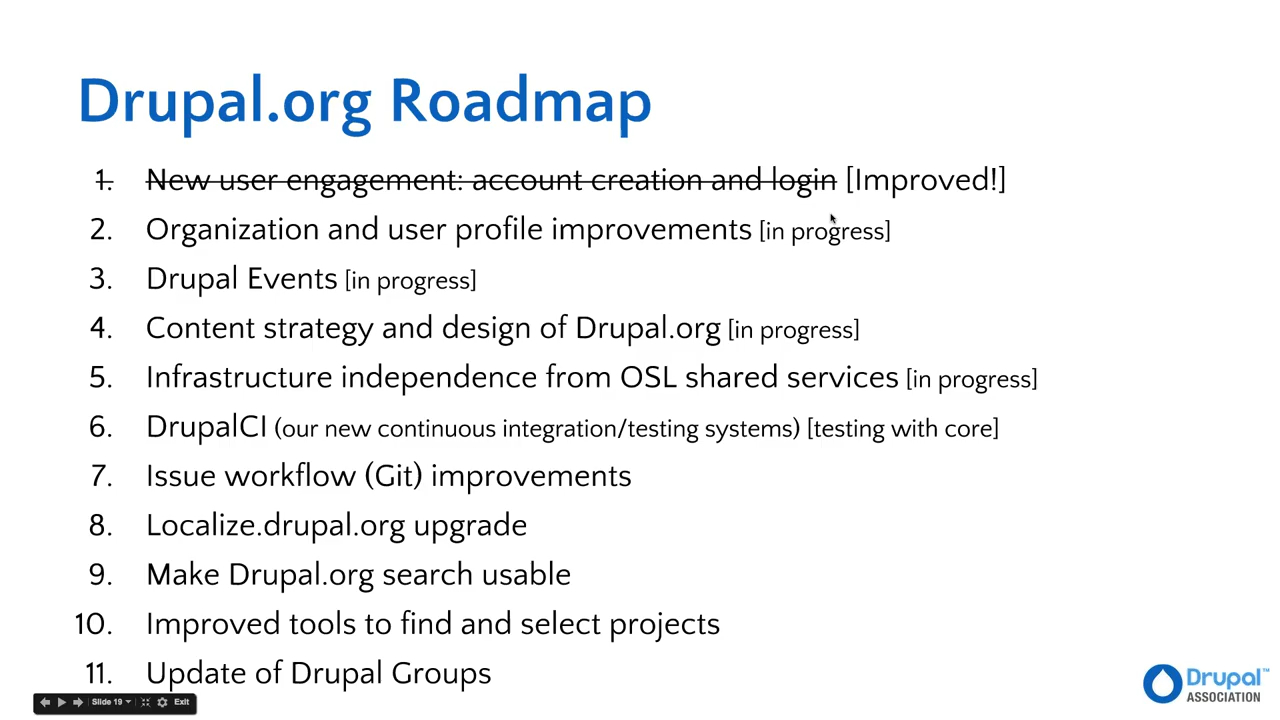 Drupal.org Roadmap
1. New user engagement: account creation and login [Improved!]
2. Organization and user profile improvements [in progress]
3. Drupal Events [in progase]
4. Content strategy and design of Drupal.org [in progress]
5. Infrastructure independence from OSL shared services [in progress]
6. DrupalCI (our new continuous integration/testing systems) [testing with core]
7. Issue workflow (Git) improvements
8. Localize.drupal.org upgrade
9. Make Drupal.org search usable
10. Improved tools to find and select projects
11. Update of Drupal Groups
Slide 19 Exit
Drupal™
ASSOCIATION